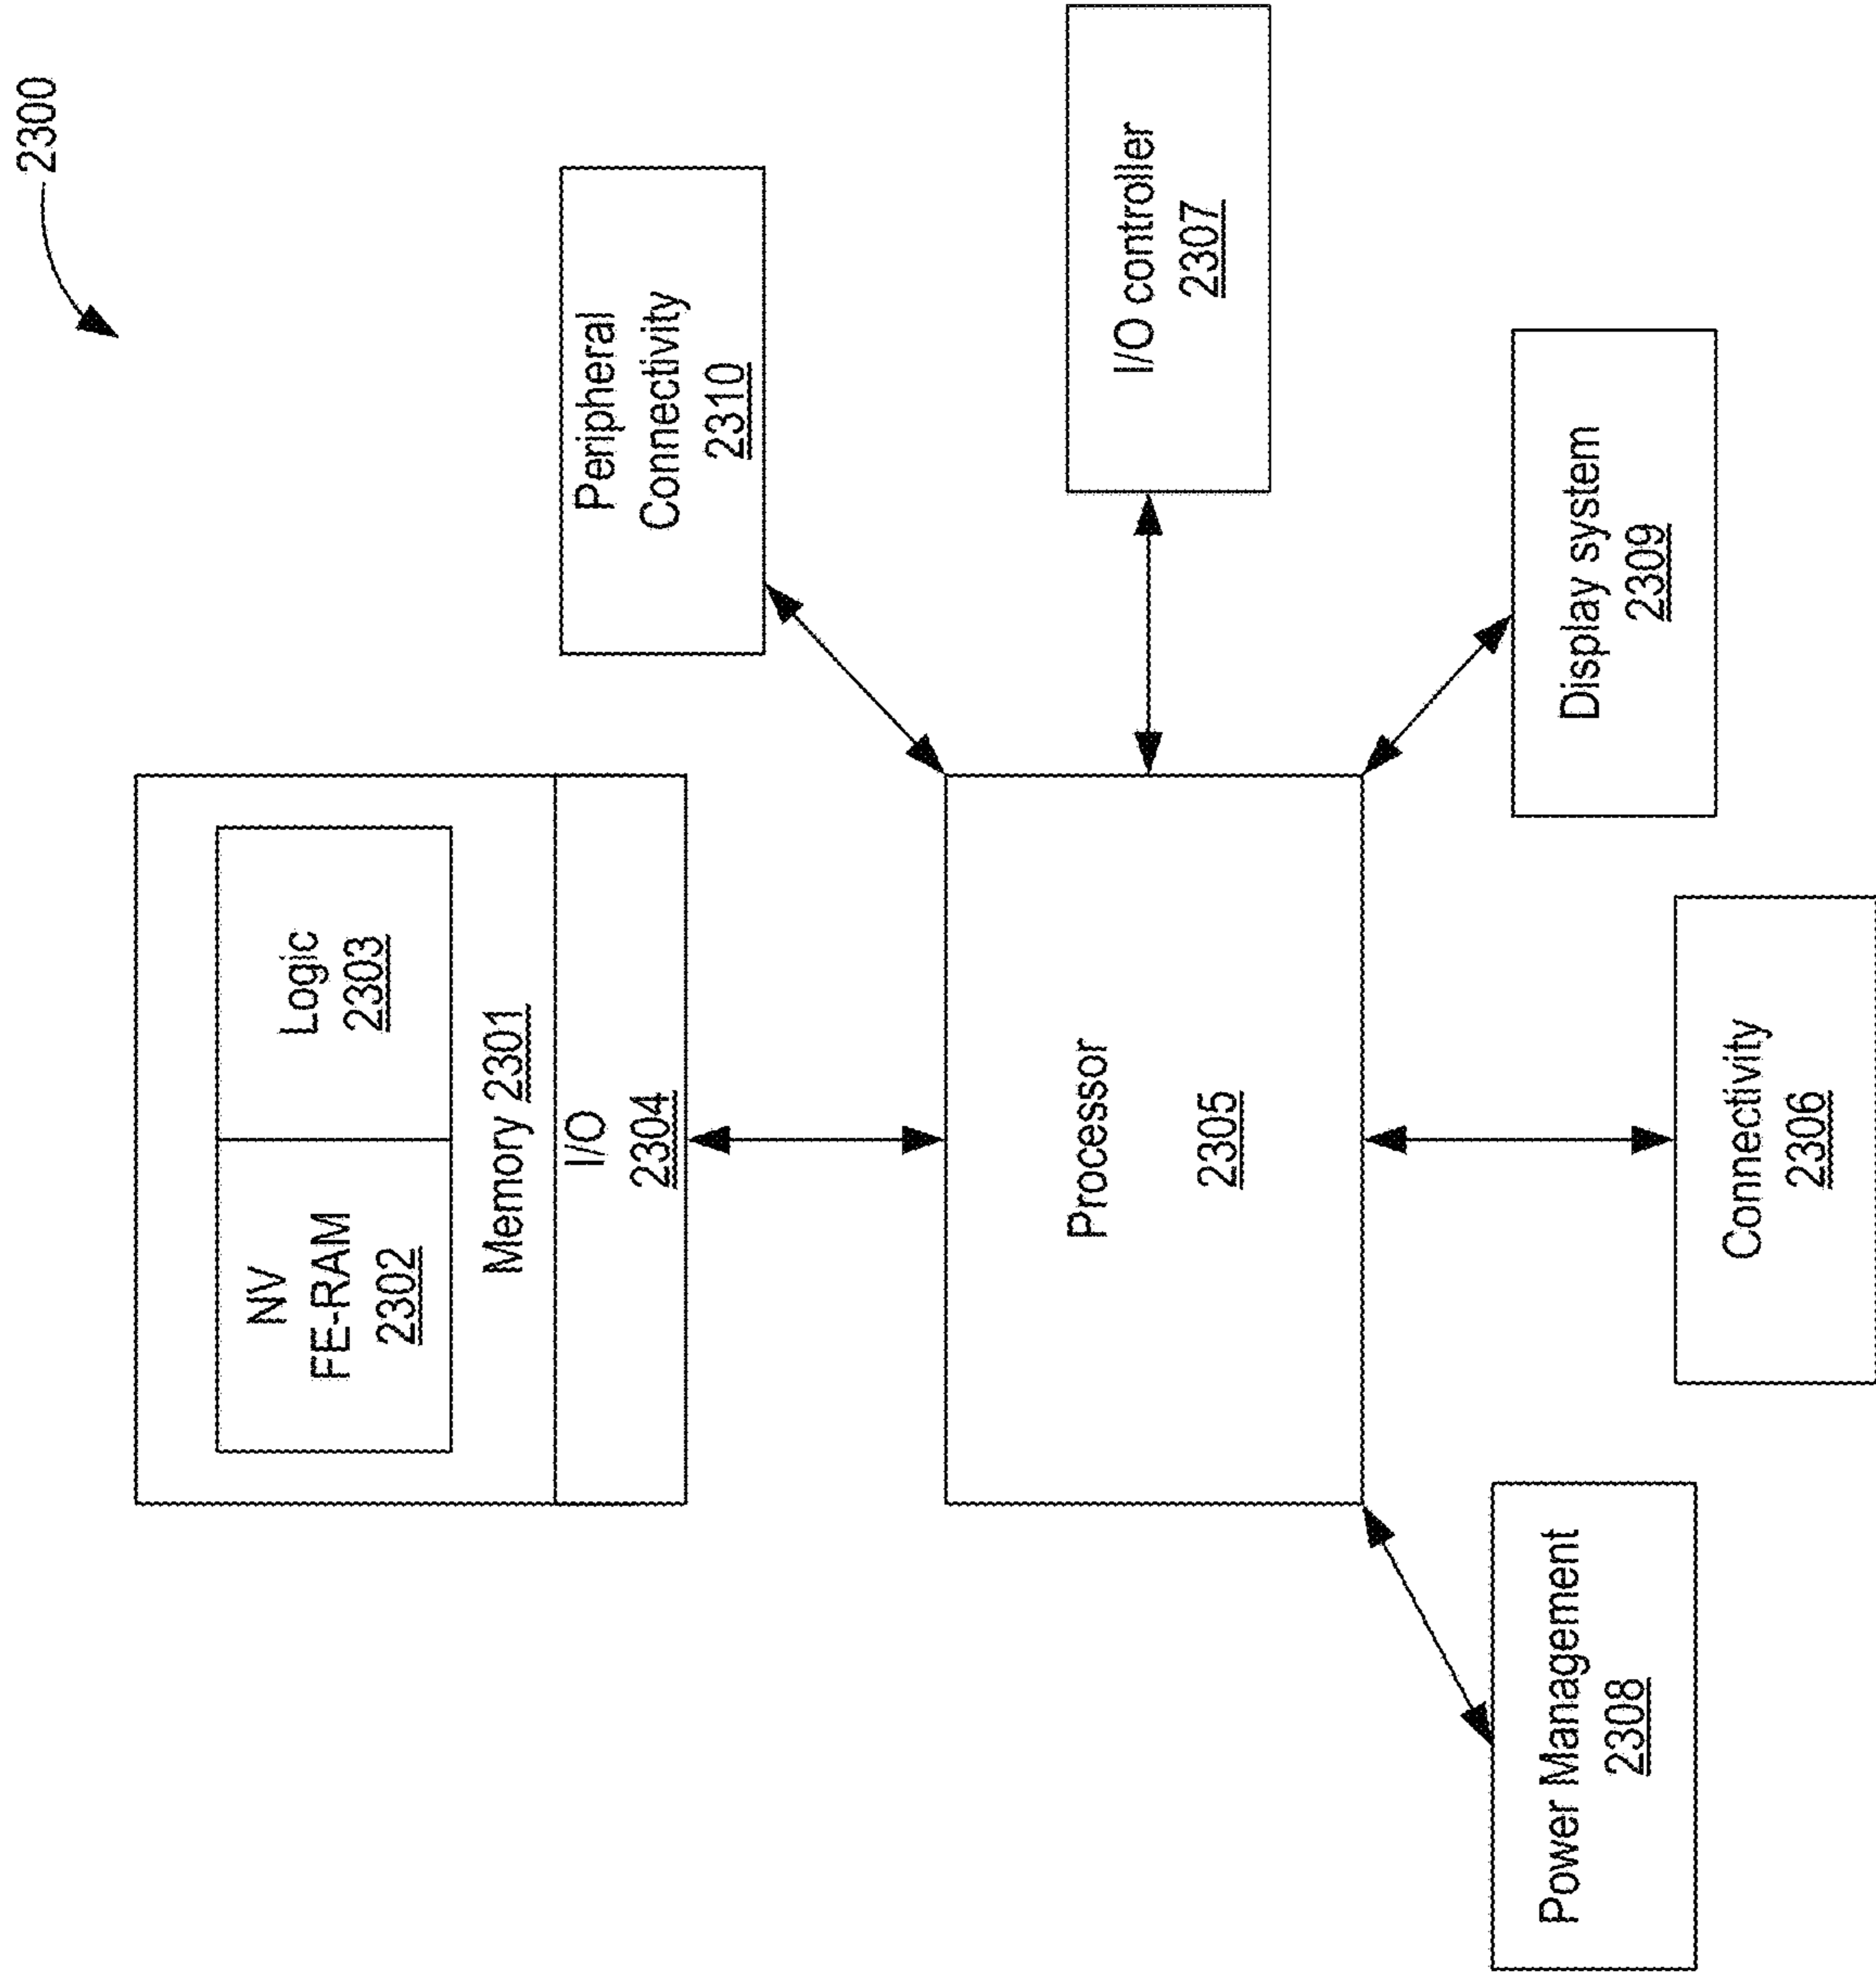 2300
NV
FE-RAM
2302
Logic
2303
Memory 2301
I/O
2304
Peripheral
Connectivity
2310
Processor
2305
I/O controller
2307
Power Management
2308
Connectivity
2306
Display system
2309